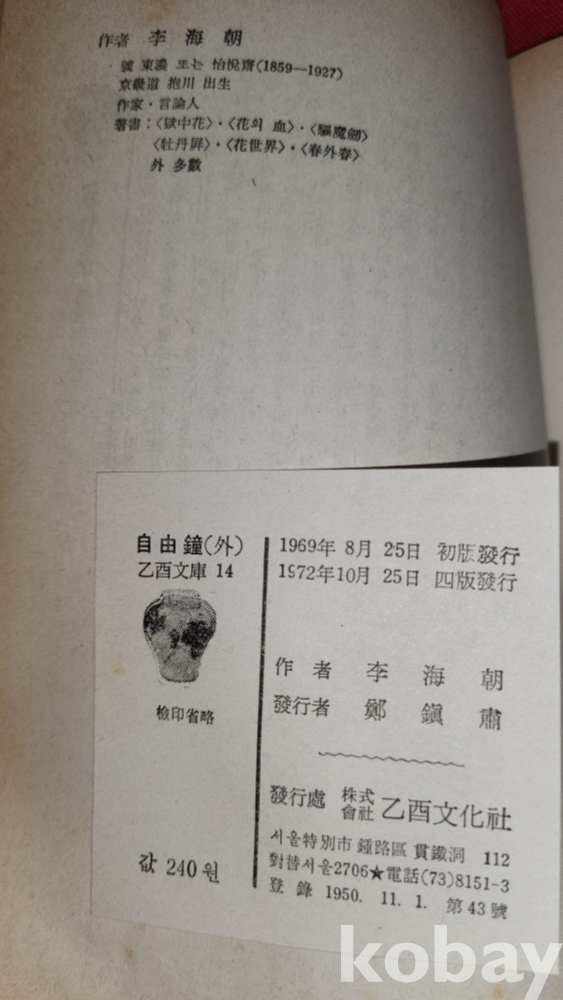 作者 李海朝
號 東濃 또는 怡悅齋(1859—1927)
京畿道 抱川 出生
作家・言論人
著書：〈獄中花〉・〈花의 血〉・〈驅魔劒〉
〈牡丹屛〉・〈花世界〉・〈春外春〉
外 多數
自由鐘(外)
乙酉文庫 14
檢印省略
값 240원
1969年 8月 25日 初版發行
1972年 10月 25日 四版發行
作者 李海朝
發行者 鄭鎭肅
發行處 株式會社 乙酉文化社
서울特別市 鍾路區 貫鐵洞 112
對替서울2706★電話(73)8151-3
登錄 1950. 11. 1. 第43號
kobay